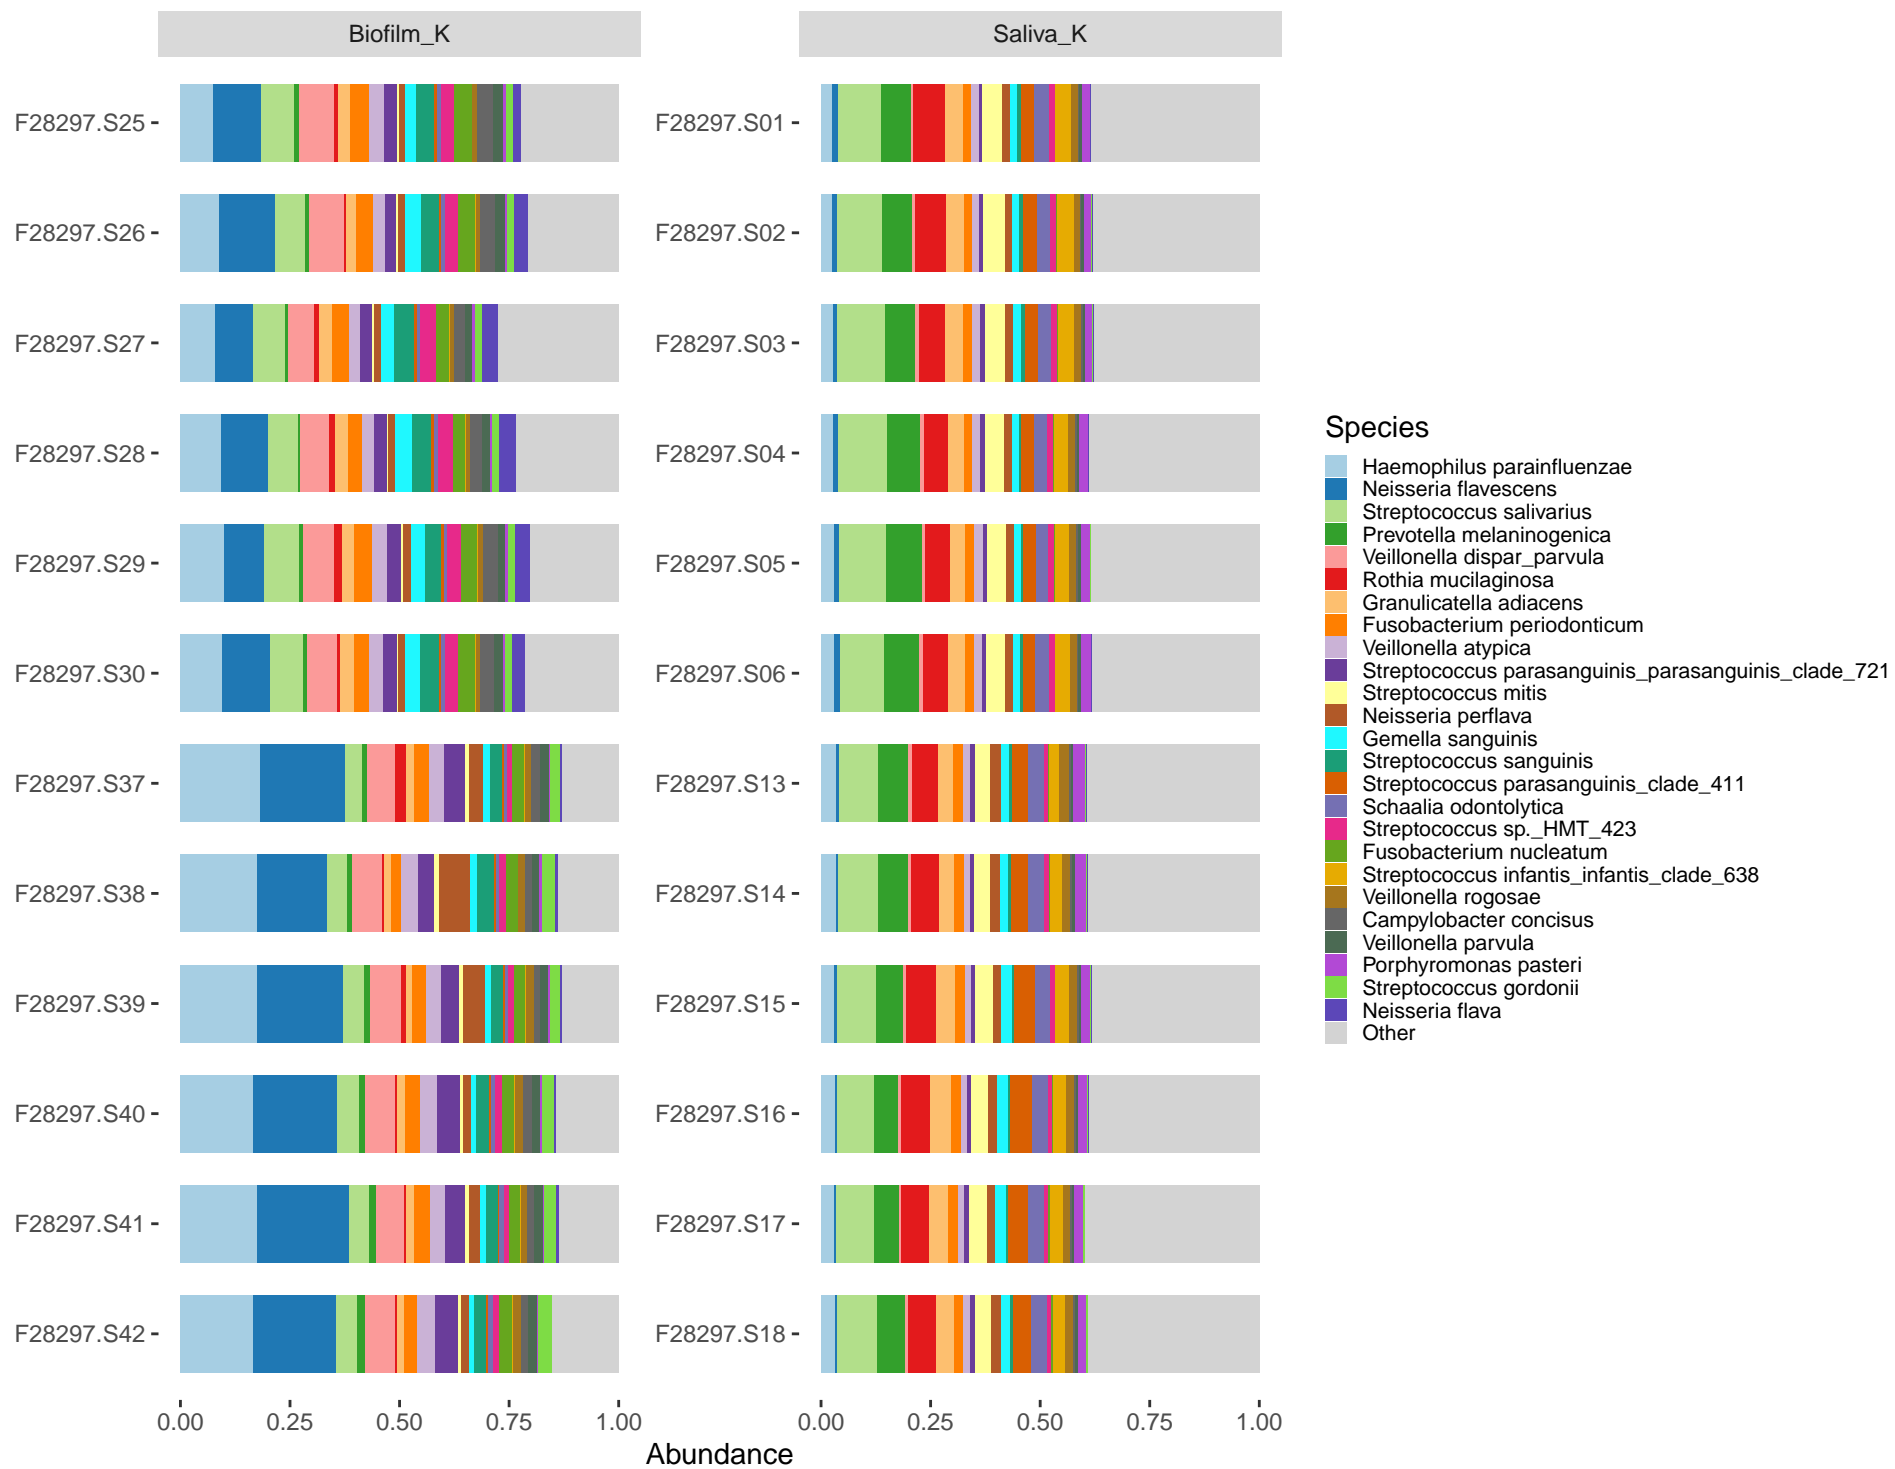 Biofilm_K
Saliva_K
F28297.S25
F28297.S26
F28297.S27
F28297.S28
F28297.S29
F28297.S30
F28297.S37
F28297.S38
F28297.S39
F28297.S40
F28297.S41
F28297.S42
F28297.S01
F28297.S02
F28297.S03
F28297.S04
F28297.S05
F28297.S06
F28297.S13
F28297.S14
F28297.S15
F28297.S16
F28297.S17
F28297.S18
0.00 0.25 0.50 0.75 1.00
0.00 0.25 0.50 0.75 1.00
Abundance
Species
Haemophilus parainfluenzae
Neisseria flavescens
Streptococcus salivarius
Prevotella melaninogenica
Veillonella dispar_parvula
Rothia mucilaginosa
Granulicatella adiacens
Fusobacterium periodonticum
Veillonella atypica
Streptococcus parasanguinis_parasanguinis_clade_721
Streptococcus mitis
Neisseria perflava
Gemella sanguinis
Streptococcus sanguinis
Streptococcus parasanguinis_clade_411
Schaalia odontolytica
Streptococcus sp._HMT_423
Fusobacterium nucleatum
Streptococcus infantis_infantis_clade_638
Veillonella rogosae
Campylobacter concisus
Veillonella parvula
Porphyromonas pasteri
Streptococcus gordonii
Neisseria flava
Other